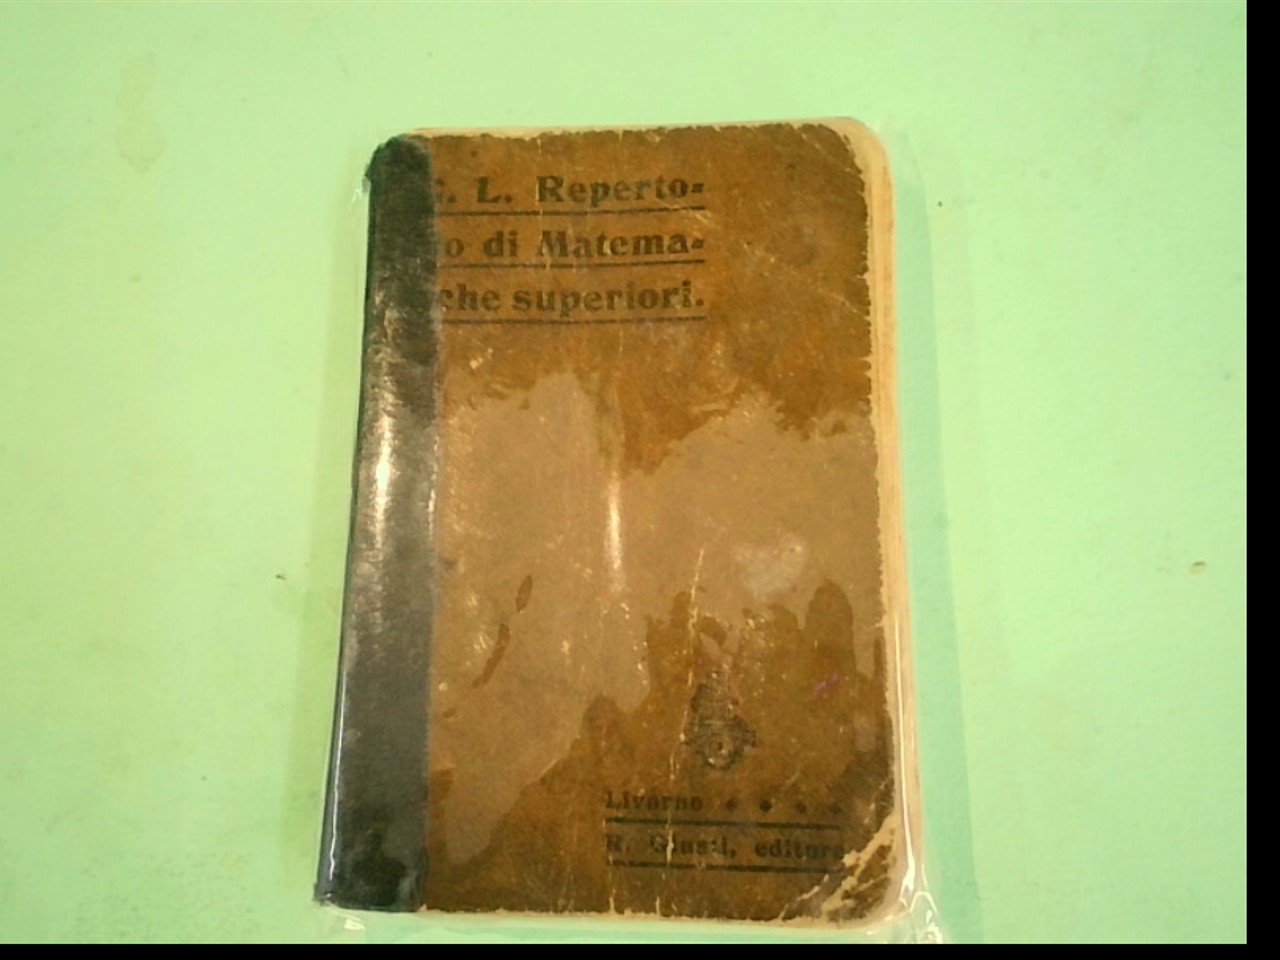 . L. Reperto-
o di Matema-
che superiori.
Livorno
R. Giusti, editore